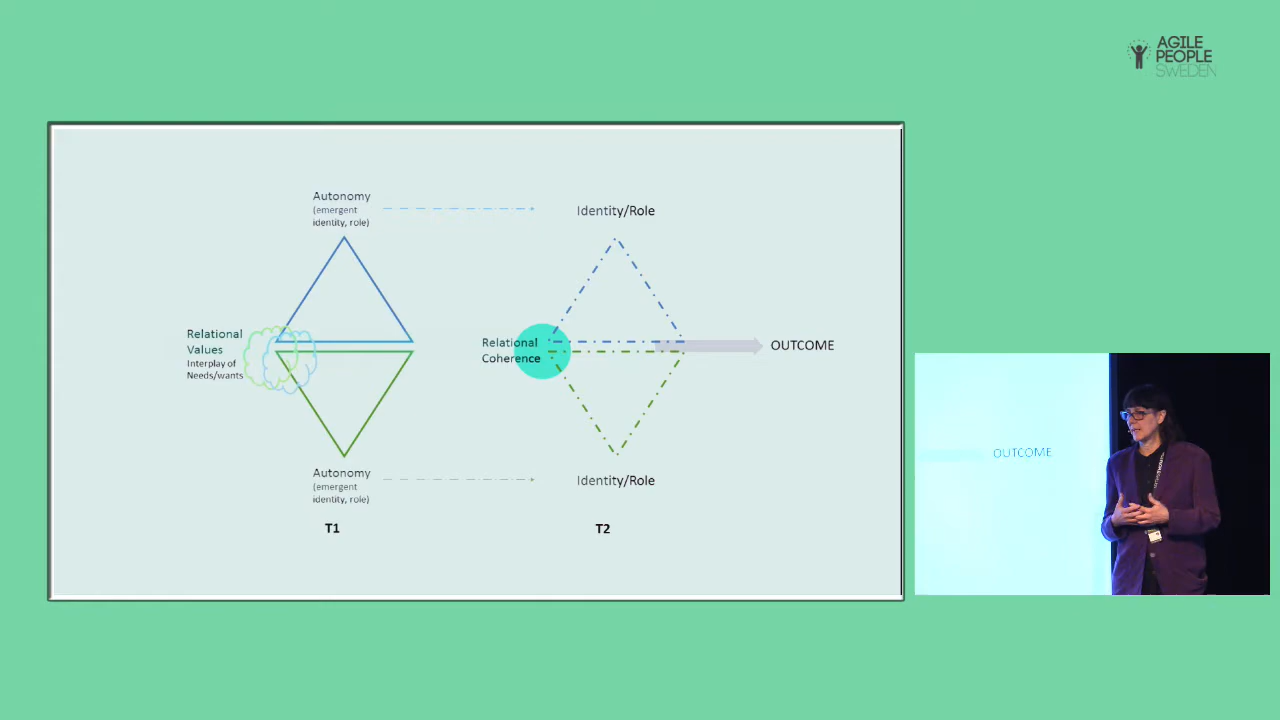 AGILE
PEOPLE
SWEDEN
Autonomy
(emergent
identity, role)
Identity/Role
Relational
Values
Interplay of
Needs/wants
Relational
Coherence
OUTCOME
Autonomy
(emergent
identity, role)
Identity/Role
T1
T2
OUTCOME